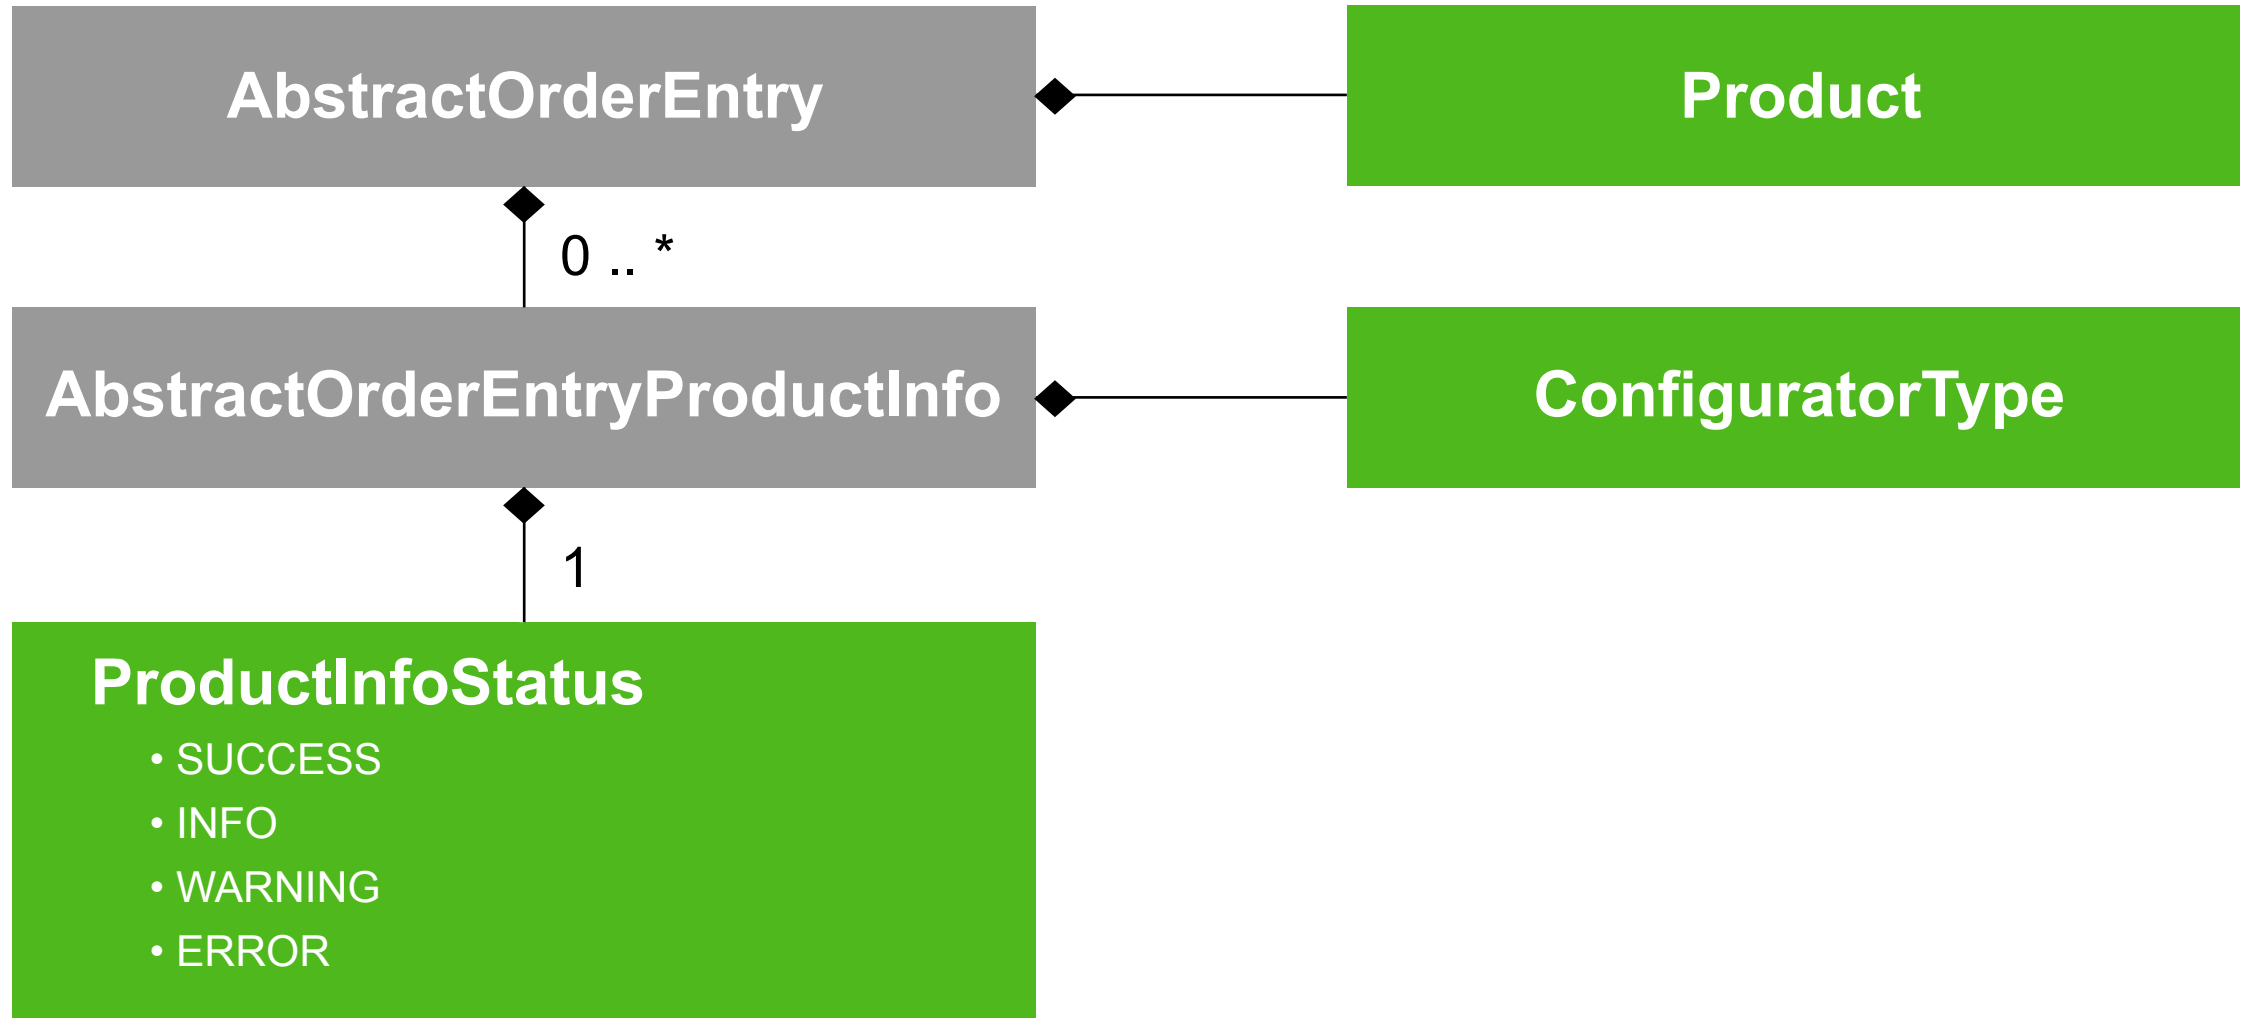 AbstractOrderEntry
Product
0 .. *
AbstractOrderEntryProductInfo
ConfiguratorType
1
ProductInfoStatus
• SUCCESS
• INFO
• WARNING
• ERROR